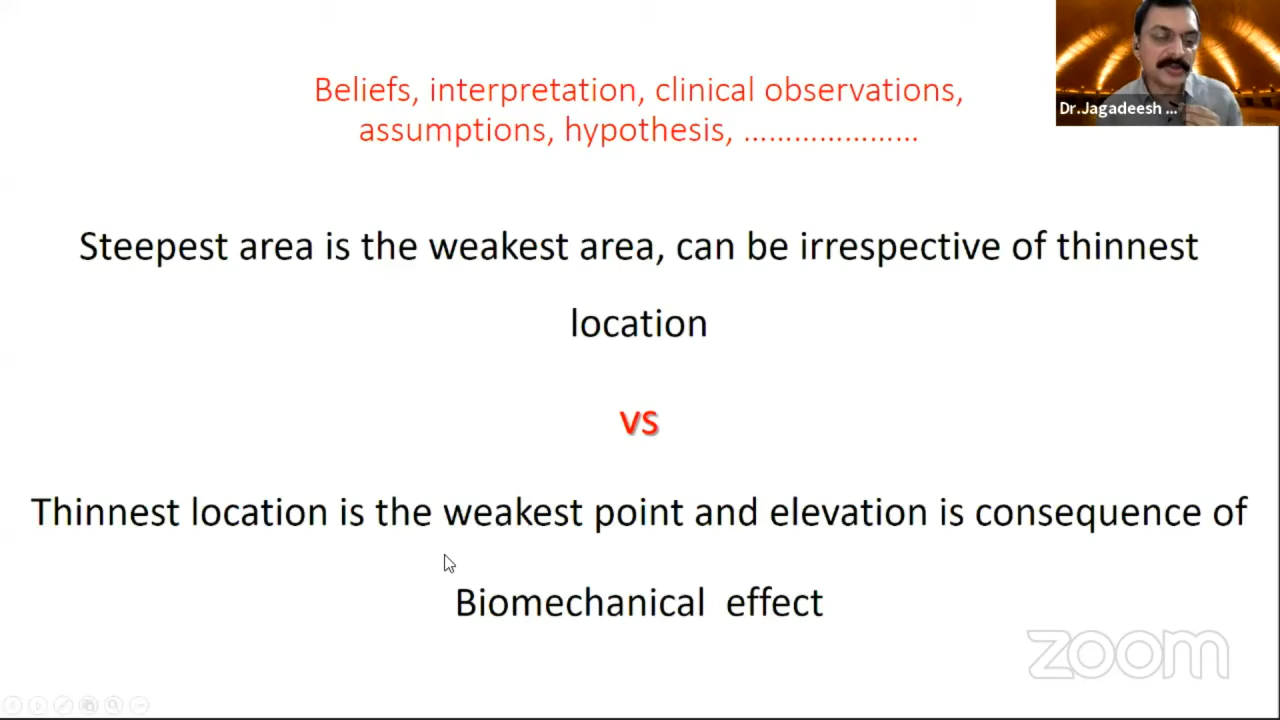 Beliefs, interpretation, clinical observations,
assumptions, hypothesis, …………………
Dr.Jagadeesh ...
Steepest area is the weakest area, can be irrespective of thinnest
location
vs
Thinnest location is the weakest point and elevation is consequence of
Biomechanical effect
zoom